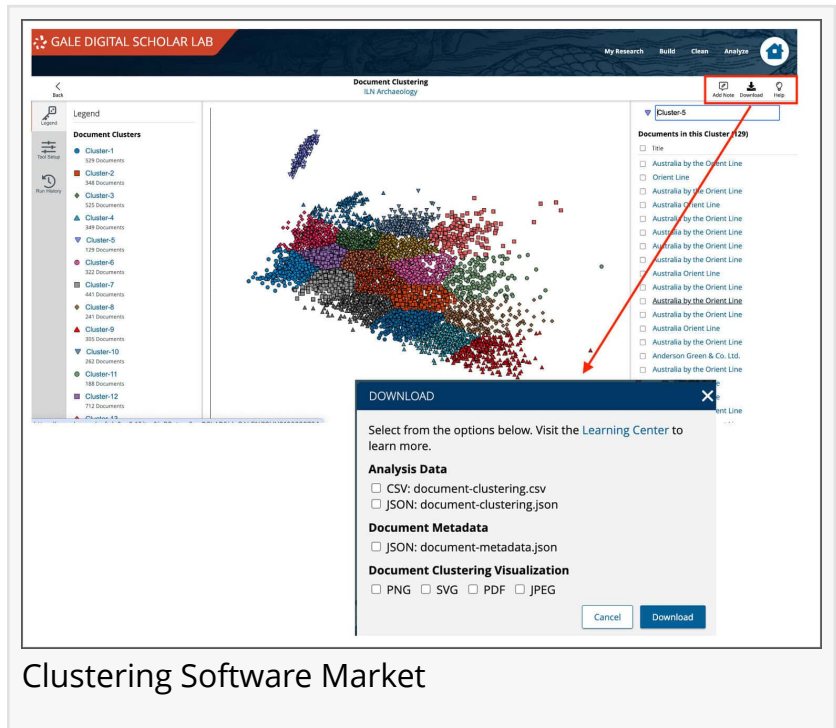 GALE DIGITAL SCHOLAR LAB
My Research Build Clean Analyze
Back
Document Clustering
ILN Archaeology
Add Note Download Help
Legend
Tool Setup
Run History
Legend
Document Clusters
Cluster-1
529 Documents
Cluster-2
348 Documents
Cluster-3
525 Documents
Cluster-4
349 Documents
Cluster-5
129 Documents
Cluster-6
322 Documents
Cluster-7
441 Documents
Cluster-8
241 Documents
Cluster-9
305 Documents
Cluster-10
262 Documents
Cluster-11
188 Documents
Cluster-12
712 Documents
Cluster-13
Cluster-5
Documents in this Cluster (129)
Title
Australia by the Orient Line
Orient Line
Australia by the Orient Line
Australia Orient Line
Australia by the Orient Line
Australia by the Orient Line
Australia by the Orient Line
Australia by the Orient Line
Australia Orient Line
Australia by the Orient Line
Australia by the Orient Line
Australia by the Orient Line
Australia Orient Line
Australia by the Orient Line
Anderson Green & Co. Ltd.
Australia by the Orient Line
ent Line
DOWNLOAD
Select from the options below. Visit the Learning Center to
learn more.
Analysis Data
CSV: document-clustering.csv
JSON: document-clustering.json
Document Metadata
JSON: document-metadata.json
Document Clustering Visualization
PNG SVG PDF JPEG
Cancel Download
Clustering Software Market